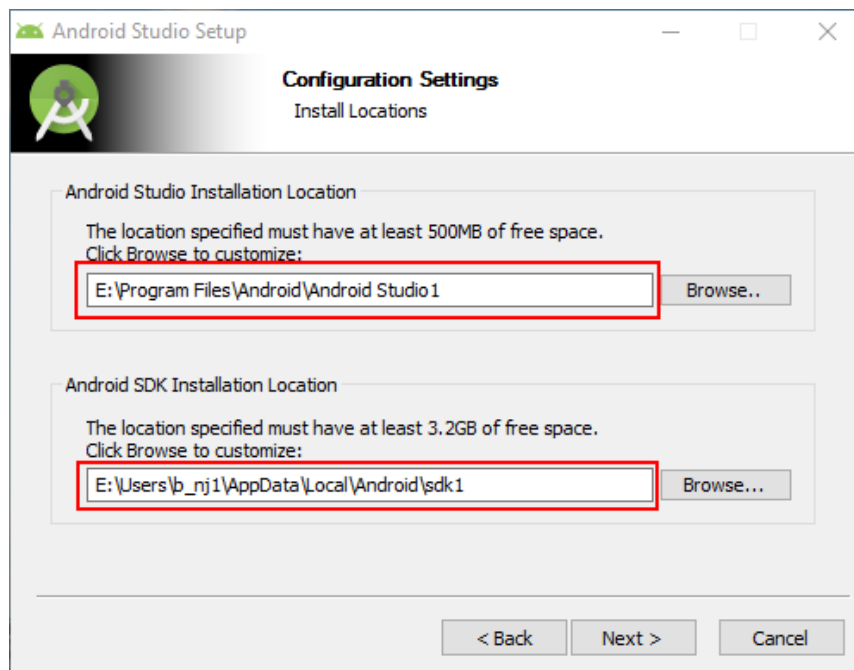 Android Studio Setup
Configuration Settings
Install Locations
Android Studio Installation Location
The location specified must have at least 500MB of free space.
Click Browse to customize:
E:\Program Files\Android\Android Studio1
Browse..
Android SDK Installation Location
The location specified must have at least 3.2GB of free space.
Click Browse to customize:
E:\Users\b_nj1\AppData\Local\Android\sdk1
Browse...
< Back
Next >
Cancel